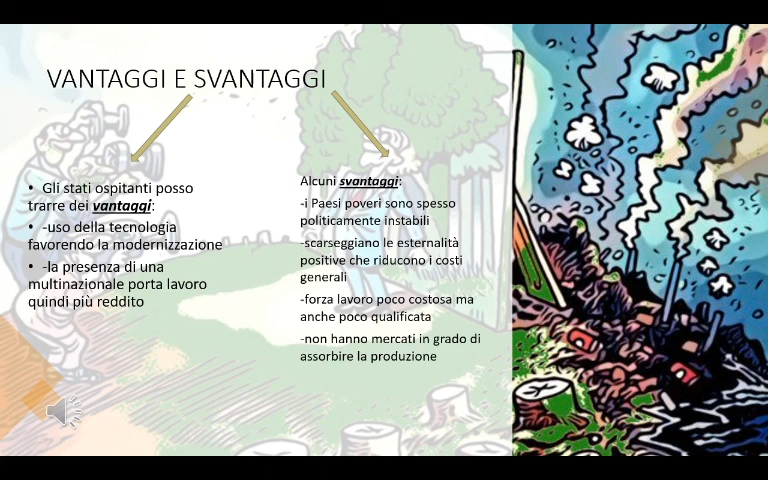 VANTAGGI E SVANTAGGI
• Gli stati ospitanti posso
trarre dei vantaggi:
• -uso della tecnologia
favorendo la modernizzazione
• -la presenza di una
multinazionale porta lavoro
quindi più reddito
Alcuni svantaggi:
-i Paesi poveri sono spesso
politicamente instabili
-scarseggiano le esternalità
positive che riducono i costi
generali
-forza lavoro poco costosa ma
anche poco qualificata
-non hanno mercati in grado di
assorbire la produzione